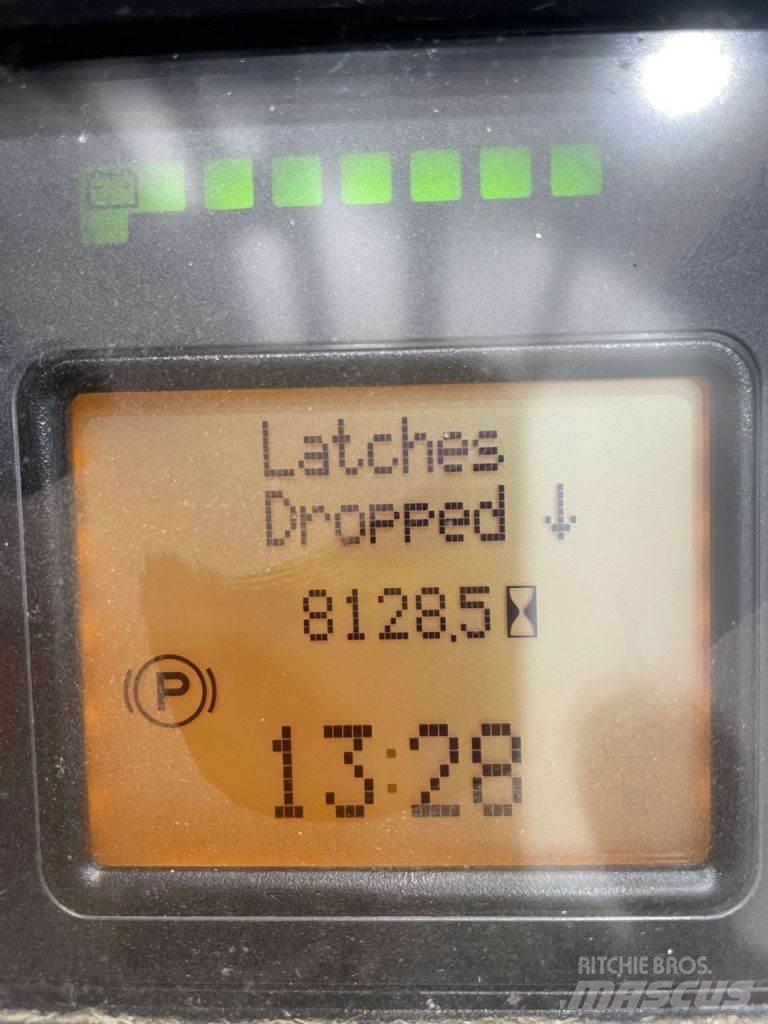 Latches
Dropped ↓
8128.5
P
13:28
RITCHIE BROS.
MASCUS